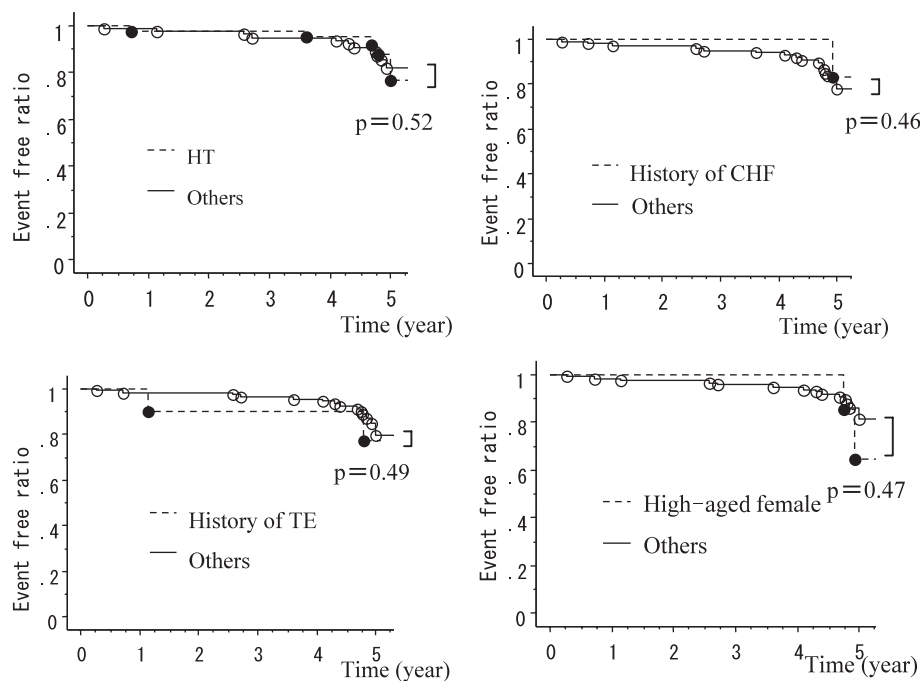 Event free ratio
1
.8
.6
.4
.2
0
p=0.52
HT
Others
0 1 2 3 4 5
Time (year)
Event free ratio
1
.8
.6
.4
.2
0
p=0.46
History of CHF
Others
0 1 2 3 4 5
Time (year)
Event free ratio
1
.8
.6
.4
.2
0
p=0.49
History of TE
Others
0 1 2 3 4 5
Time (year)
Event free ratio
1
.8
.6
.4
.2
0
p=0.47
High-aged female
Others
0 1 2 3 4 5
Time (year)